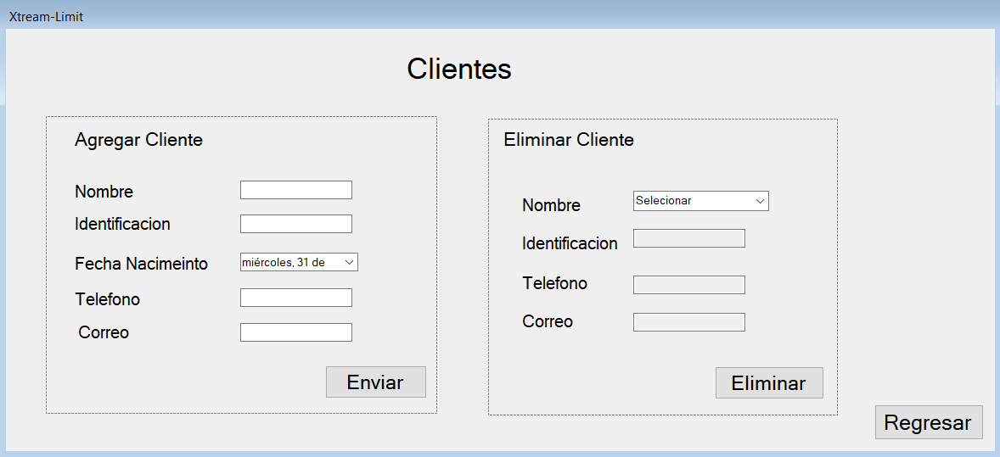 Xtream-Limit
Clientes
Agregar Cliente
Nombre
Identificacion
Fecha Nacimeinto
miércoles, 31 de
Telefono
Correo
Enviar
Eliminar Cliente
Nombre
Selecionar
Identificacion
Telefono
Correo
Eliminar
Regresar